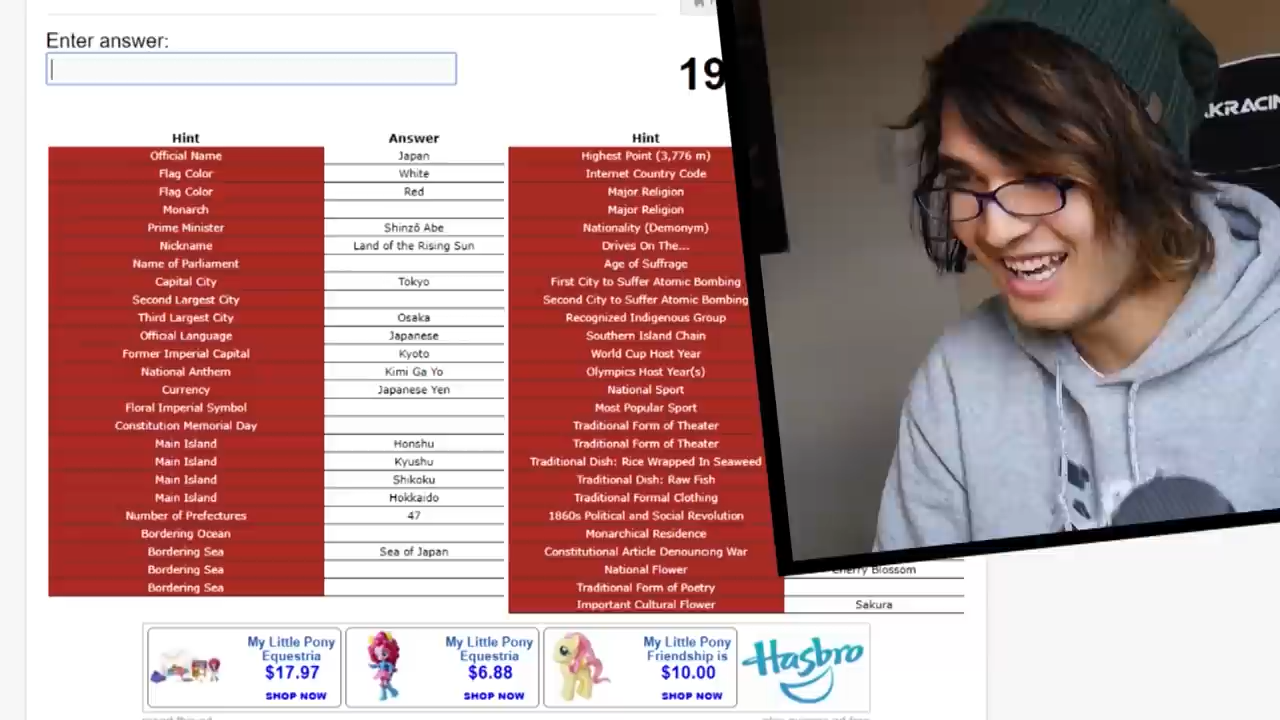 Enter answer:
19
Hint Answer Hint
Official Name Japan Highest Point (3,776 m)
Flag Color White Internet Country Code
Flag Color Red Major Religion
Monarch Major Religion
Prime Minister Shinzō Abe Nationality (Demonym)
Nickname Land of the Rising Sun Drives On The...
Name of Parliament Age of Suffrage
Capital City Tokyo First City to Suffer Atomic Bombing
Second Largest City Second City to Suffer Atomic Bombing
Third Largest City Osaka Recognized Indigenous Group
Official Language Japanese Southern Island Chain
Former Imperial Capital Kyoto World Cup Host Year
National Anthem Kimi Ga Yo Olympics Host Year(s)
Currency Japanese Yen National Sport
Floral Imperial Symbol Most Popular Sport
Constitution Memorial Day Traditional Form of Theater
Main Island Honshu Traditional Form of Theater
Main Island Kyushu Traditional Dish: Rice Wrapped In Seaweed
Main Island Shikoku Traditional Dish: Raw Fish
Main Island Hokkaido Traditional Formal Clothing
Number of Prefectures 47 1860s Political and Social Revolution
Bordering Ocean Monarchical Residence
Bordering Sea Sea of Japan Constitutional Article Denouncing War
Bordering Sea National Flower Cherry Blossom
Bordering Sea Traditional Form of Poetry
Important Cultural Flower Sakura
My Little Pony My Little Pony My Little Pony
Equestria Equestria Friendship is
$17.97 $6.88 $10.00
SHOP NOW SHOP NOW SHOP NOW
Hasbro
AKRACIN